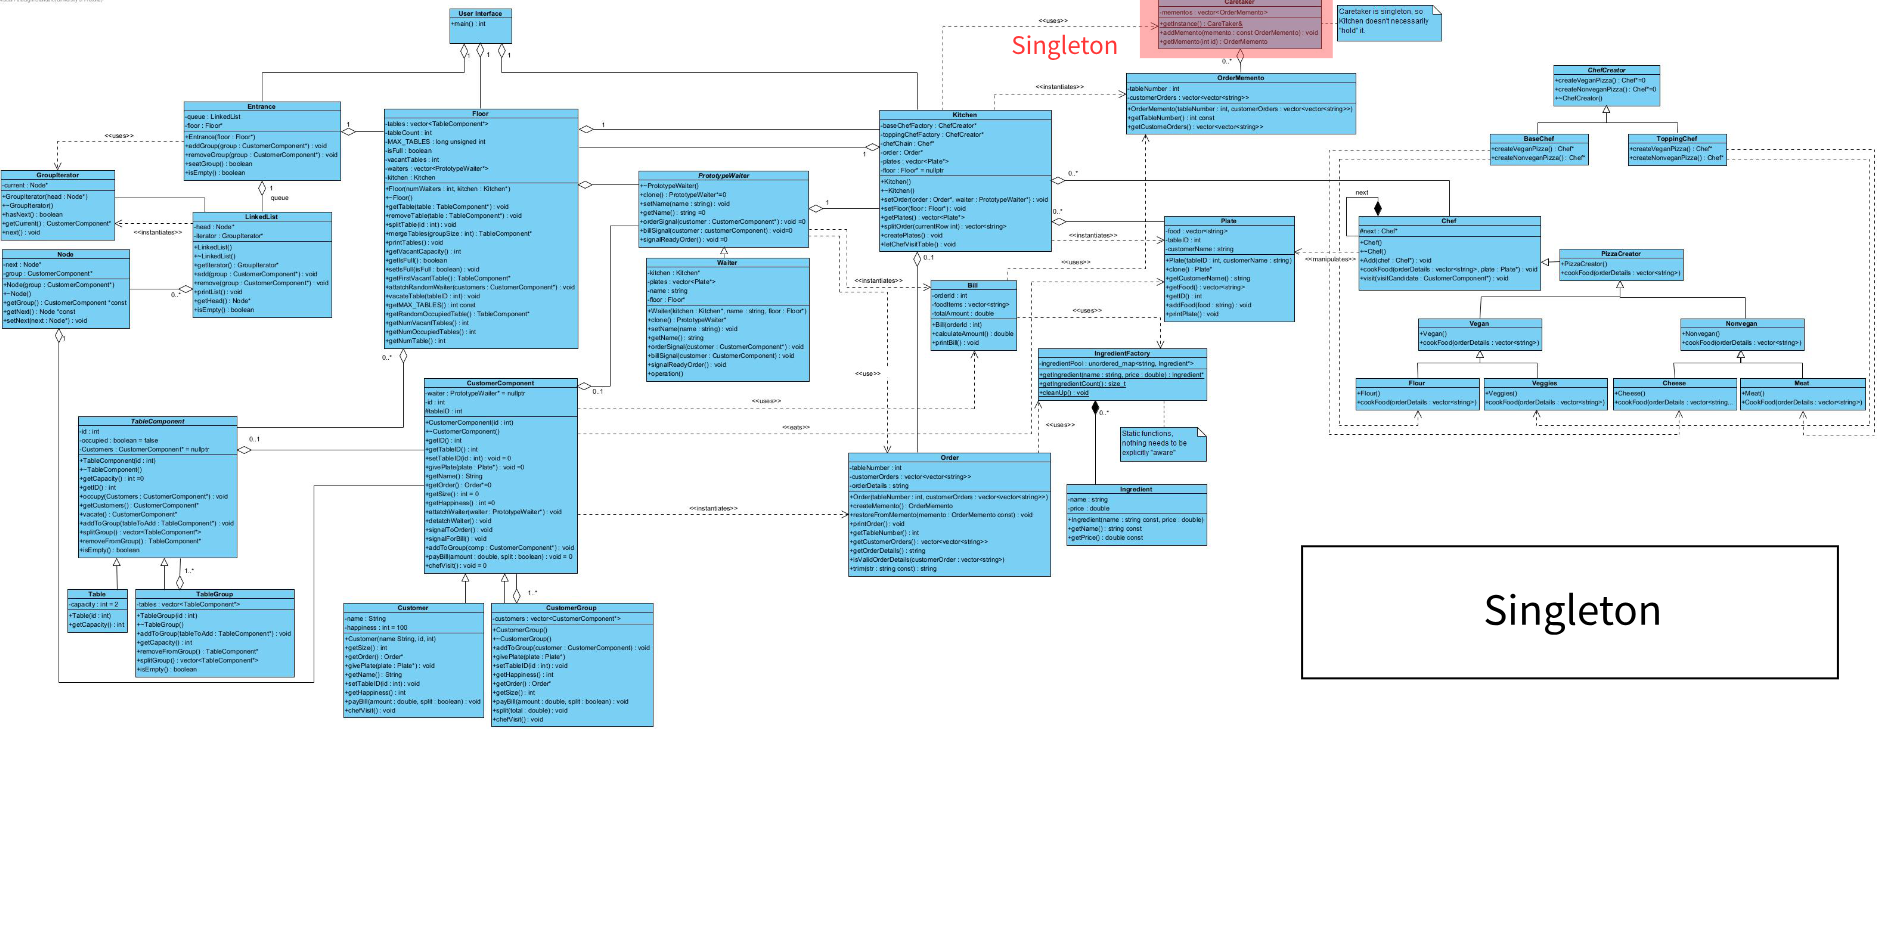 User Interface
+main() : int
<<uses>>
Singleton
Caretaker
-mementos : vector<OrderMemento>
+getInstance() : CareTaker&
+addMemento(memento : const OrderMemento) : void
+getMemento(int id) : OrderMemento
Caretaker is singleton, so
Kitchen doesn't necessarily
"hold" it.
0..*
1
1
1
<<instantiates>>
OrderMemento
-tableNumber : int
-customerOrders : vector<vector<string>>
+OrderMemento(tableNumber : int, customerOrders : vector<vector<string>>)
+getTableNumber() : int const
+getCustomeOrders() : vector<vector<string>>
ChefCreator
+createVeganPizza() : Chef*=0
+createNonveganPizza() : Chef*=0
+~ChefCreator()
BaseChef
+createVeganPizza() : Chef*
+createNonveganPizza() : Chef*
ToppingChef
+createVeganPizza() : Chef*
+createNonveganPizza() : Chef*
Entrance
-queue : LinkedList
-floor : Floor*
+Entrance(floor : Floor*)
+addGroup(group : CustomerComponent*) : void
+removeGroup(group : CustomerComponent*) : void
+seatGroup() : boolean
+isEmpty() : boolean
<<uses>>
1
1
queue
Floor
-tables : vector<TableComponent*>
-tableCount : int
-MAX_TABLES : long unsigned int
-isFull : boolean
-vacantTables : int
-waiters : vector<PrototypeWaiter*>
-kitchen : Kitchen
+Floor(numWaiters : int, kitchen : Kitchen*)
+~Floor()
+getTable(table : TableComponent*) : void
+removeTable(table : TableComponent*) : void
+splitTable(id : int) : void
+mergeTables(groupSize : int) : TableComponent*
+printTables() : void
+getVacantCapacity() : int
+getIsFull() : boolean
+setIsFull(isFull : boolean) : void
+getFirstVacantTable() : TableComponent*
+attatchRandomWaiter(customers : CustomerComponent*) : void
+vacateTable(tableID : int) : void
+getMAX_TABLES() : int const
+getRandomOccupiedTable() : TableComponent*
+getNumVacantTables() : int
+getNumOccupiedTables() : int
+getNumTable() : int
1
1
Kitchen
-baseChefFactory : ChefCreator*
-toppingChefFactory : ChefCreator*
-chefChain : Chef*
-order : Order*
-plates : vector<Plate*>
-floor : Floor* = nullptr
+Kitchen()
+~Kitchen()
+setOrder(order : Order*, waiter : PrototypeWaiter*) : void
+setFloor(floor : Floor*) : void
+getPlates() : vector<Plate*>
+splitOrder(currentRow int) : vector<string>
+createPlates() : void
+letChefVisitTable() : void
0..*
0..*
<<instantiates>>
0..1
GroupIterator
-current : Node*
+GroupIterator(head : Node*)
+~GroupIterator()
+hasNext() : boolean
+getCurrent() : CustomerComponent*
+next() : void
<<instantiates>>
LinkedList
-head : Node*
-iterator : GroupIterator*
+LinkedList()
+~LinkedList()
+getIterator() : GroupIterator*
+add(group : CustomerComponent*) : void
+remove(group : CustomerComponent*) : void
+printList() : void
+getHead() : Node*
+isEmpty() : boolean
Node
-next : Node*
-group : CustomerComponent*
+Node(group : CustomerComponent*)
+~Node()
+getGroup() : CustomerComponent *const
+getNext() : Node *const
+setNext(next : Node*) : void
0..*
1
PrototypeWaiter
+~PrototypeWaiter()
+clone() : PrototypeWaiter*=0
+setName(name : string) : void
+getName() : string =0
+orderSignal(customer : CustomerComponent*) : void =0
+billSignal(customer : customerComponent) : void=0
+signalReadyOrder() : void =0
1
Waiter
-kitchen : Kitchen*
-plates : vector<Plate*>
-name : string
-floor : Floor*
+Waiter(kitchen : Kitchen*, name : string, floor : Floor*)
+clone() : PrototypeWaiter*
+setName(name : string) : void
+getName() : string
+orderSignal(customer : CustomerComponent*) : void
+billSignal(customer : CustomerComponent) : void
+signalReadyOrder() : void
+operation()
<<instantiates>>
Plate
-food : vector<string>
-tableID : int
-customerName : string
+Plate(tableID : int, customerName : string)
+clone() : Plate*
+getCustomerName() : string
+getFood() : vector<string>
+getID() : int
+addFood(food : string) : void
+printPlate() : void
<<manipulates>>
next
Chef
#next : Chef*
+Chef()
+~Chef()
+Add(chef : Chef*) : void
+cookFood(orderDetails : vector<string>, plate : Plate*) : void
+visit(visitCandidate : CustomerComponent*) : void
PizzaCreator
+PizzaCreator()
+cookFood(orderDetails : vector<string>)
<<uses>>
Bill
-orderId : int
-foodItems : vector<string>
-totalAmount : double
+Bill(orderId : int)
+calculateAmount() : double
+printBill() : void
<<uses>>
Vegan
+Vegan()
+cookFood(orderDetails : vector<string>)
Nonvegan
+Nonvegan()
+cookFood(orderDetails : vector<string>)
Flour
+Flour()
+cookFood(orderDetails : vector<string>)
Veggies
+Veggies()
+cookFood(orderDetails : vector<string>)
Cheese
+Cheese()
+cookFood(orderDetails : vector<string>...
Meat
+Meat()
+CookFood(orderDetails : vector<string>)
IngredientFactory
-ingredientPool : unordered_map<string, Ingredient*>
+getIngredient(name : string, price : double) : Ingredient*
+getIngredientCount() : size_t
+cleanUp() : void
0..*
<<uses>>
Static functions,
nothing needs to be
explicitly "aware"
0..*
<<use>>
CustomerComponent
-waiter : PrototypeWaiter* = nullptr
-id : int
#tableID : int
+CustomerComponent(id : int)
+~CustomerComponent()
+getID() : int
+getTableID() : int
+setTableID(id : int) : void = 0
+givePlate(plate : Plate*) : void =0
+getName() : String
+getOrder() : Order*=0
+getSize() : int = 0
+getHappiness() : int =0
+attatchWaiter(waiter : PrototypeWaiter*) : void
+detatchWaiter() : void
+signalToOrder() : void
+signalForBill() : void
+addToGroup(comp : CustomerComponent*) : void
+payBill(amount : double, split : boolean) : void = 0
+chefVisit() : void = 0
0..1
<<uses>>
<<eats>>
<<instantiates>>
TableComponent
-id : int
-occupied : boolean = false
-Customers : CustomerComponent* = nullptr
+TableComponent(id : int)
+~TableComponent()
+getCapacity() : int =0
+getID() : int
+occupy(Customers : CustomerComponent*) : void
+getCustomers() : CustomerComponent*
+vacate() : CustomerComponent*
+addToGroup(tableToAdd : TableComponent*) : void
+splitGroup() : vector<TableComponent*>
+removeFromGroup() : TableComponent*
+isEmpty() : boolean
0..1
1..*
Order
-tableNumber : int
-customerOrders : vector<vector<string>>
-orderDetails : string
+Order(tableNumber : int, customerOrders : vector<vector<string>>)
+createMemento() : OrderMemento
+restoreFromMemento(memento : OrderMemento const) : void
+printOrder() : void
+getTableNumber() : int
+getCustomerOrders() : vector<vector<string>>
+getOrderDetails() : string
+isValidOrderDetails(customerOrder : vector<string>)
+trim(str : string const) : string
Ingredient
-name : string
-price : double
+Ingredient(name : string const, price : double)
+getName() : string const
+getPrice() : double const
Table
-capacity : int = 2
+Table(id : int)
+getCapacity() : int
TableGroup
-tables : vector<TableComponent*>
+TableGroup(id : int)
+~TableGroup()
+addToGroup(tableToAdd : TableComponent*) : void
+getCapacity() : int
+removeFromGroup() : TableComponent*
+splitGroup() : vector<TableComponent*>
+isEmpty() : boolean
Customer
-name : String
-happiness : int = 100
+Customer(name String, id, int)
+getSize() : int
+getOrder() : Order*
+givePlate(plate : Plate*) : void
+getName() : String
+setTableID(id : int) : void
+getHappiness() : int
+payBill(amount : double, split : boolean) : void
+chefVisit() : void
1..*
CustomerGroup
-customers : vector<CustomerComponent*>
+CustomerGroup()
+~CustomerGroup()
+addToGroup(customer : CustomerComponent) : void
+givePlate(plate : Plate*)
+setTableID(id : int) : void
+getHappiness() : int
+getOrder() : Order*
+getSize() : int
+payBill(amount : double, split : boolean) : void
+split(total : double) : void
+chefVisit() : void
Singleton